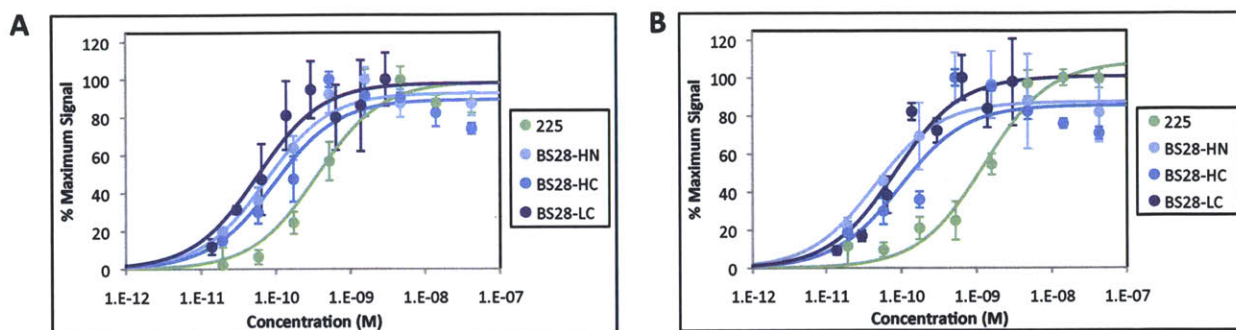 A
% Maximum Signal
120
100
80
60
40
20
0
1.E-12 1.E-11 1.E-10 1.E-09 1.E-08 1.E-07
Concentration (M)
225
BS28-HN
BS28-HC
BS28-LC
B
% Maximum Signal
120
100
80
60
40
20
0
1.E-12 1.E-11 1.E-10 1.E-09 1.E-08 1.E-07
Concentration (M)
225
BS28-HN
BS28-HC
BS28-LC